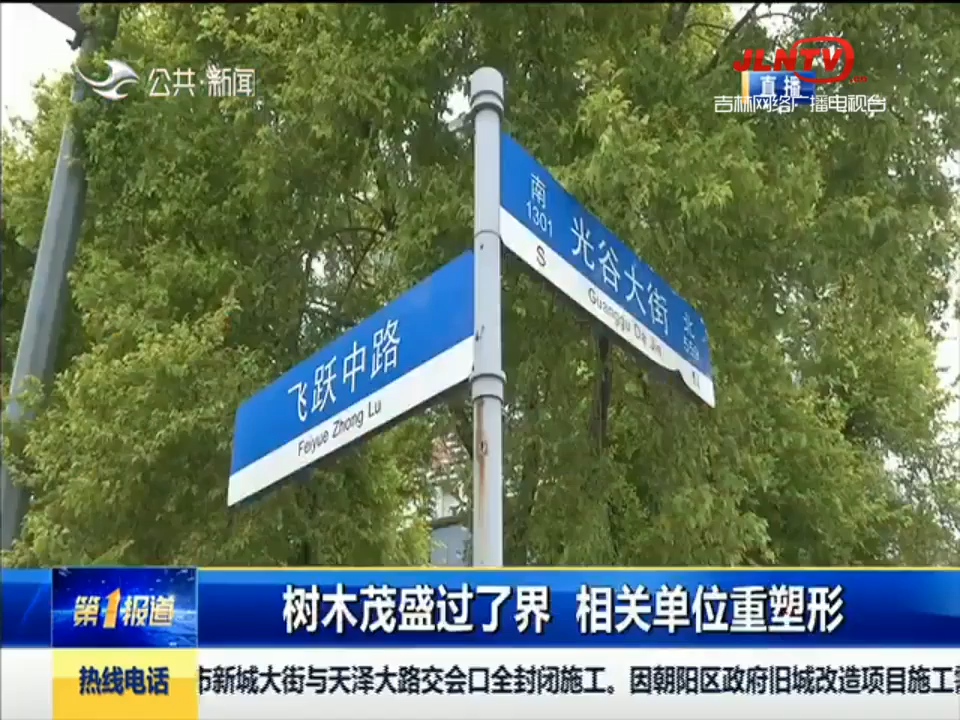 公共·新闻
JLNTV
直播
吉林网络广播电视台
南
1301
光谷大街
北
559
S
Guanggu Da Jie
N
飞跃中路
Feiyue Zhong Lu
第1报道
树木茂盛过了界 相关单位重塑形
热线电话
市新城大街与天泽大路交会口全封闭施工。因朝阳区政府旧城改造项目施工需